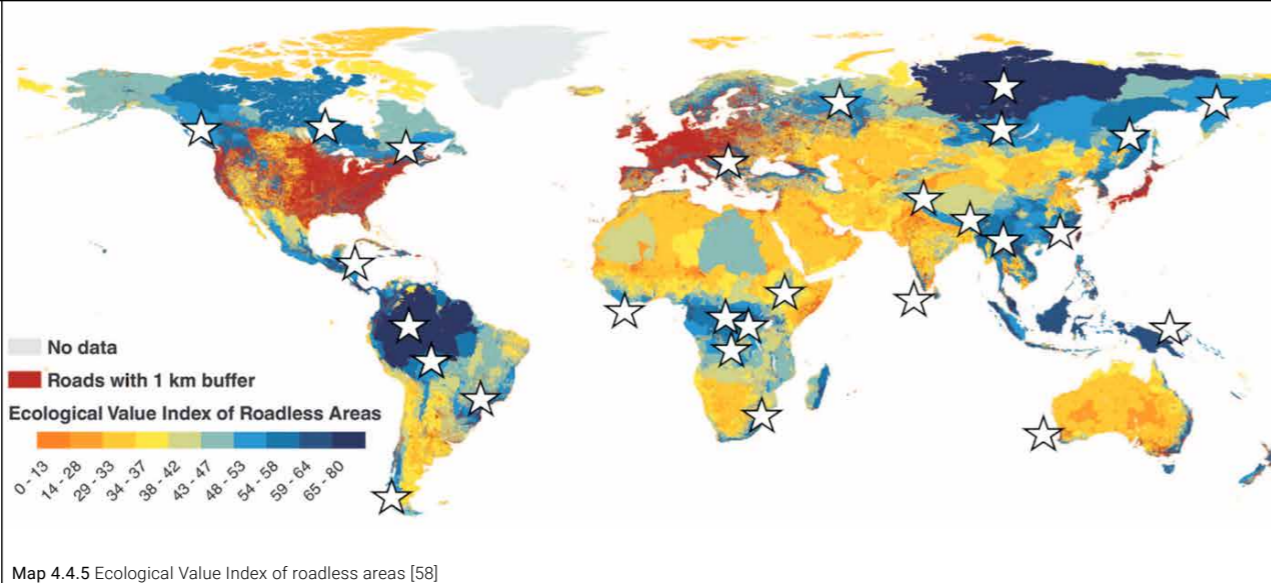 No data
Roads with 1 km buffer
Ecological Value Index of Roadless Areas
0 - 13
14 - 28
29 - 33
34 - 37
38 - 42
43 - 47
48 - 53
54 - 58
59 - 64
65 - 80
Map 4.4.5 Ecological Value Index of roadless areas [58]